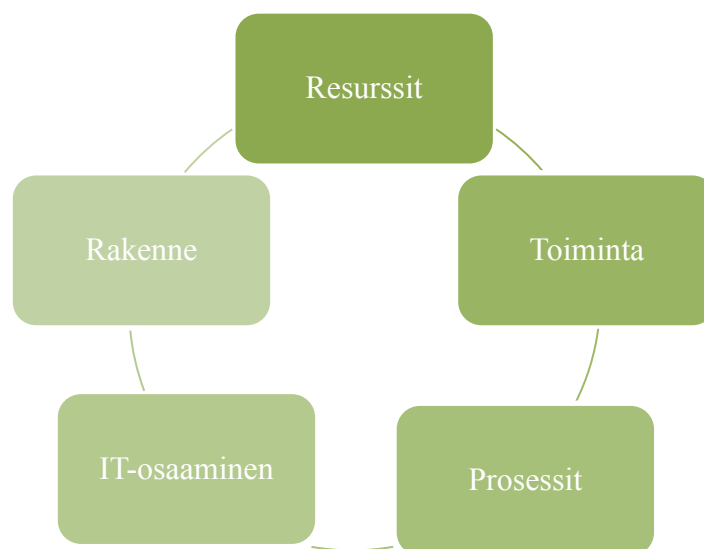 Resurssit
Toiminta
Prosessit
IT-osaaminen
Rakenne